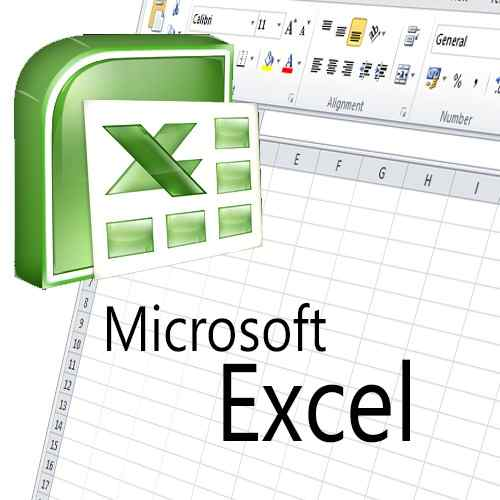 Calibri 11 A A
General
A
%
Alignment
Number
E F G H I
X
7
8
9
10
11
12
13
14
15
16
17
Microsoft
Excel